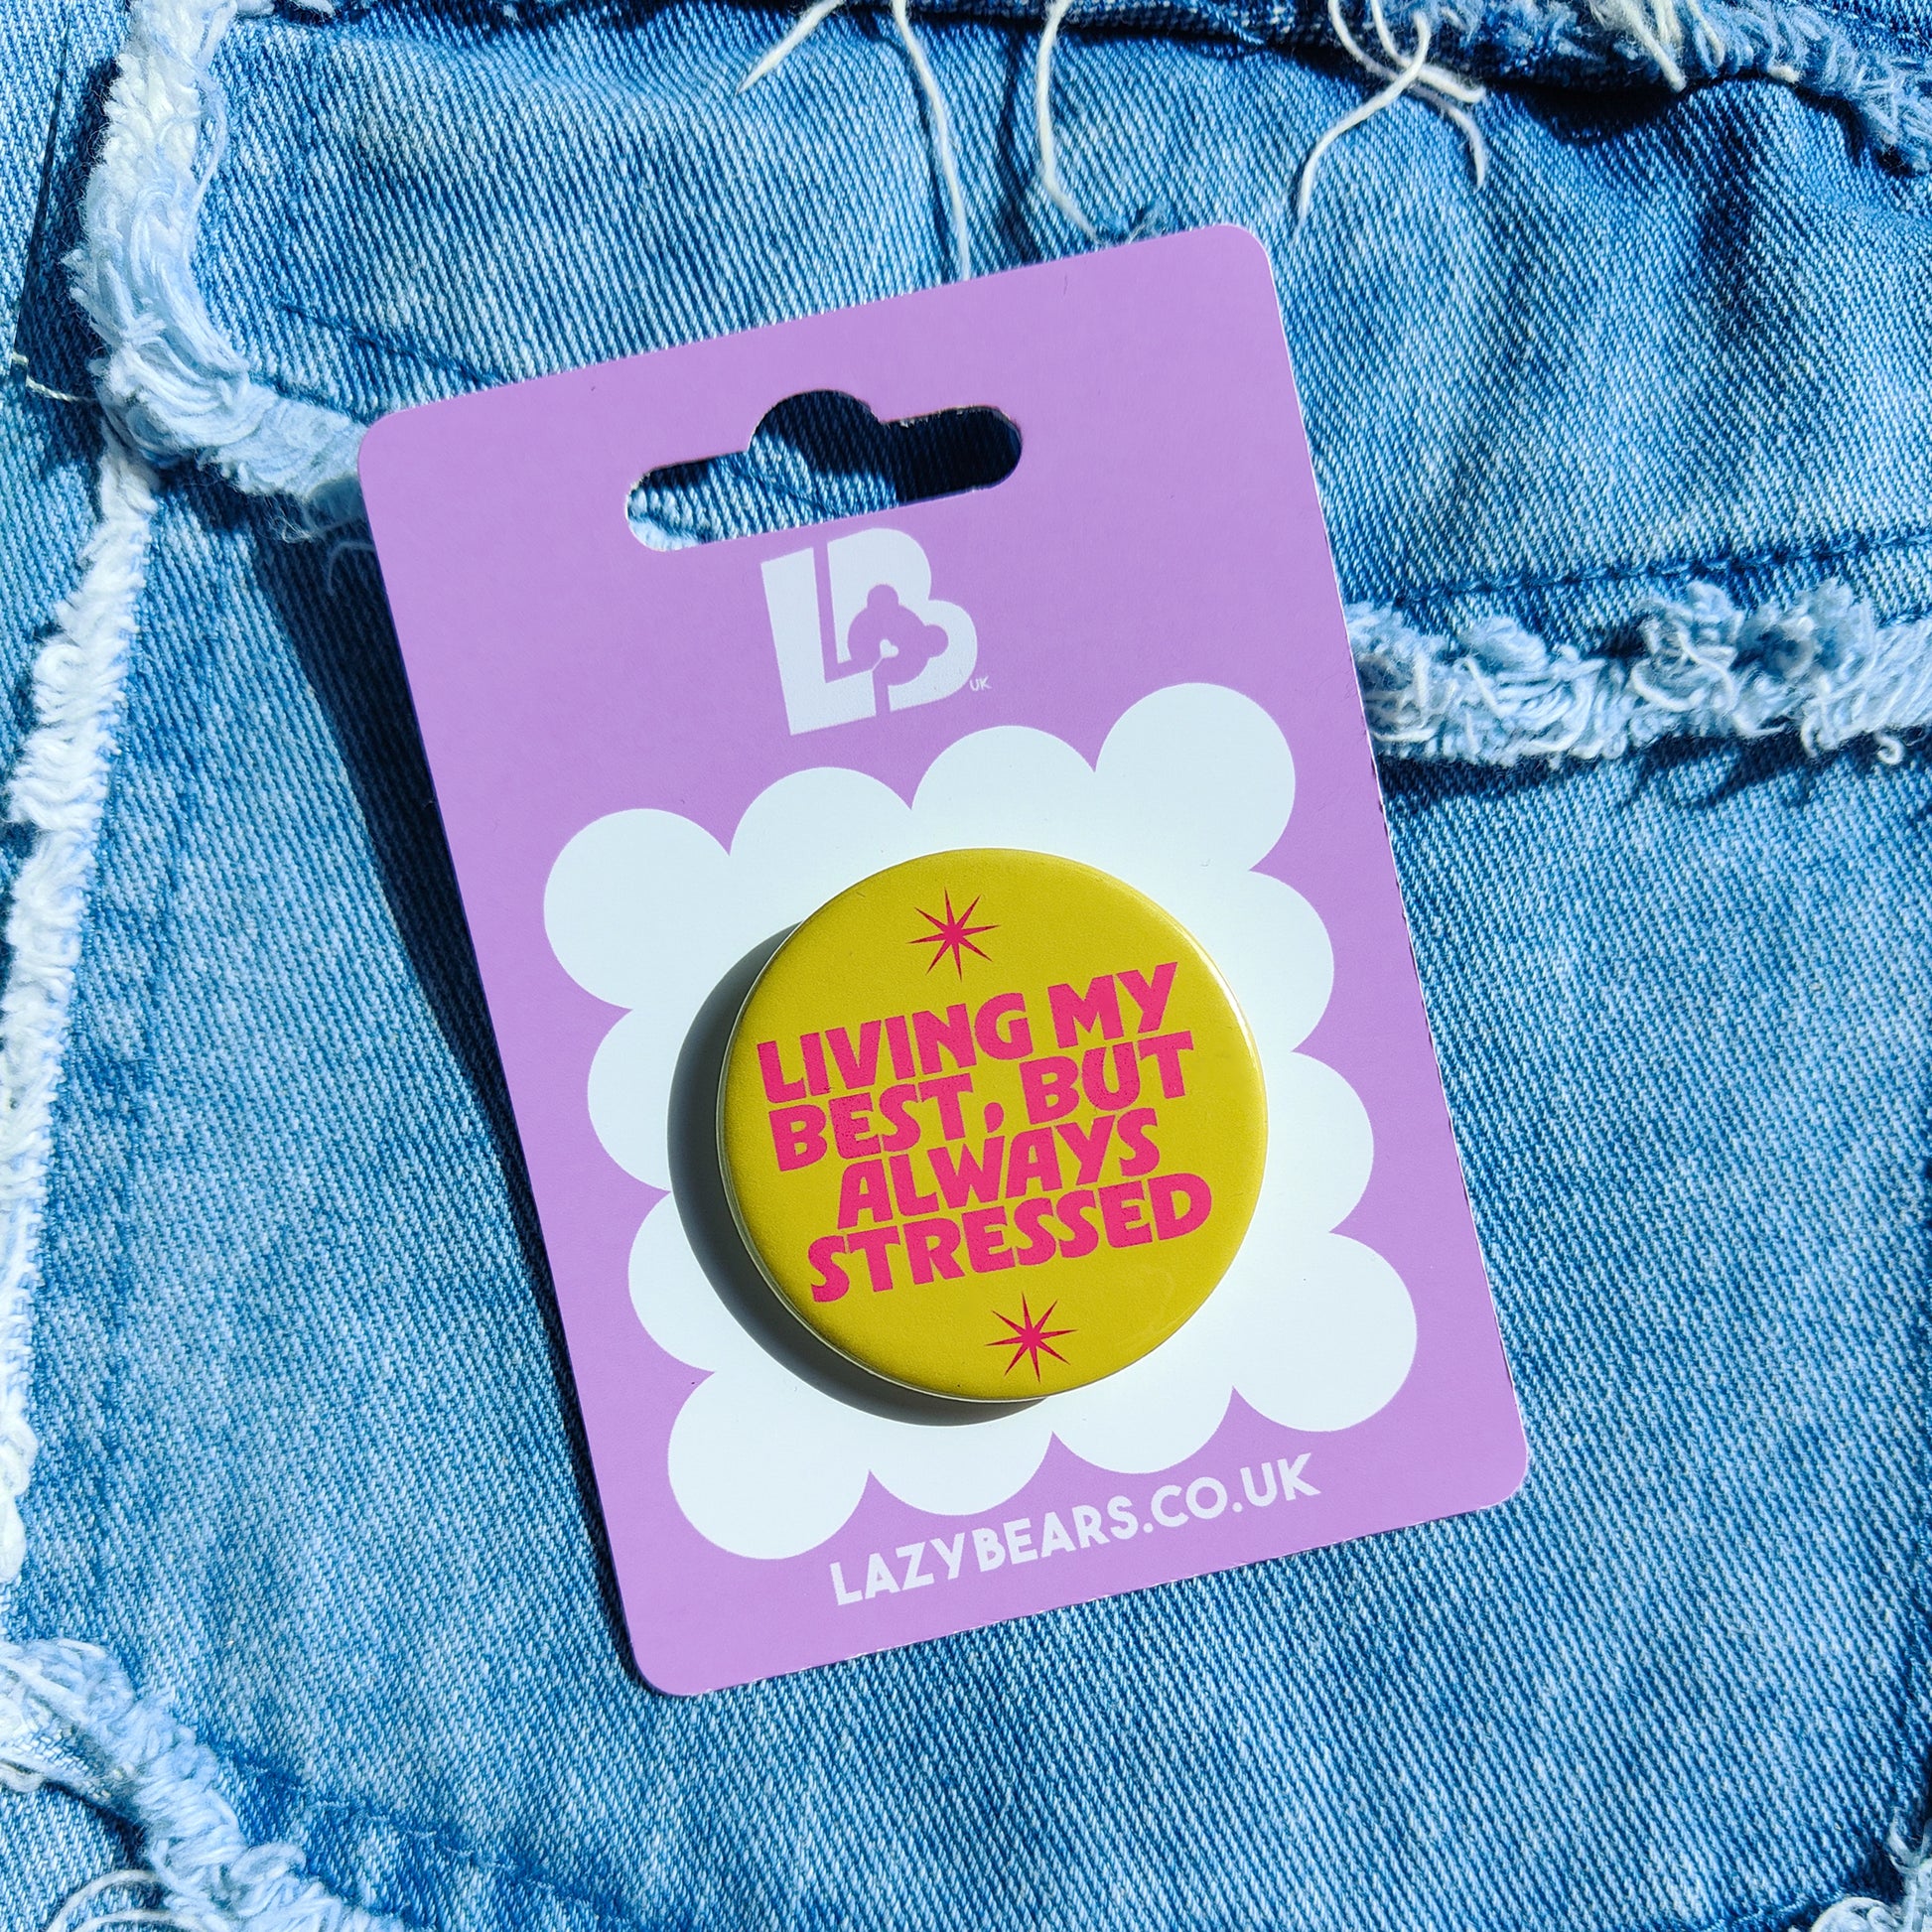 LB
UK
LIVING MY
BEST, BUT
ALWAYS
STRESSED
LAZYBEARS.CO.UK